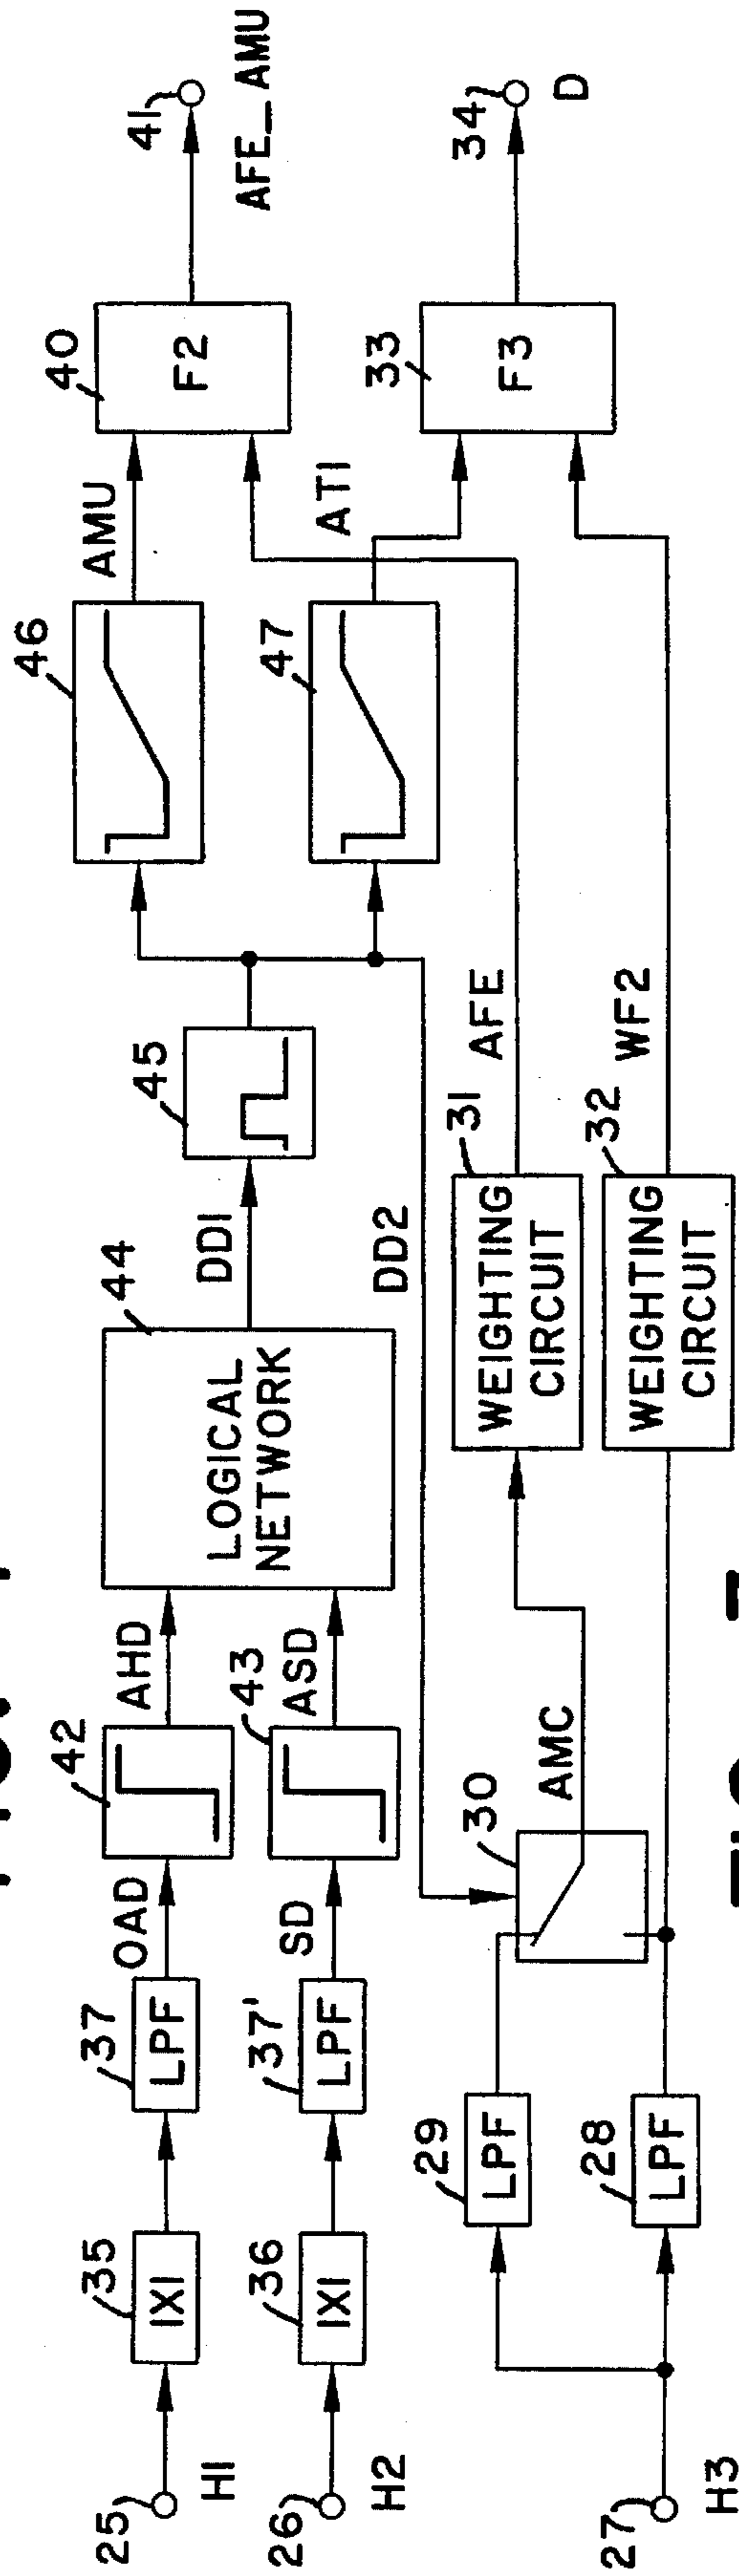 25
H1
35
IXI
37
LPF
OAD
42
AHD
26
H2
36
IXI
37'
LPF
SD
43
ASD
44
LOGICAL
NETWORK
DD1
45
46
AMU
40
F2
41
AFE_AMU
47
ATI
33
F3
34
D
DD2
27
H3
29
LPF
28
LPF
30
AMC
31
WEIGHTING
CIRCUIT
AFE
32
WEIGHTING
CIRCUIT
WF2